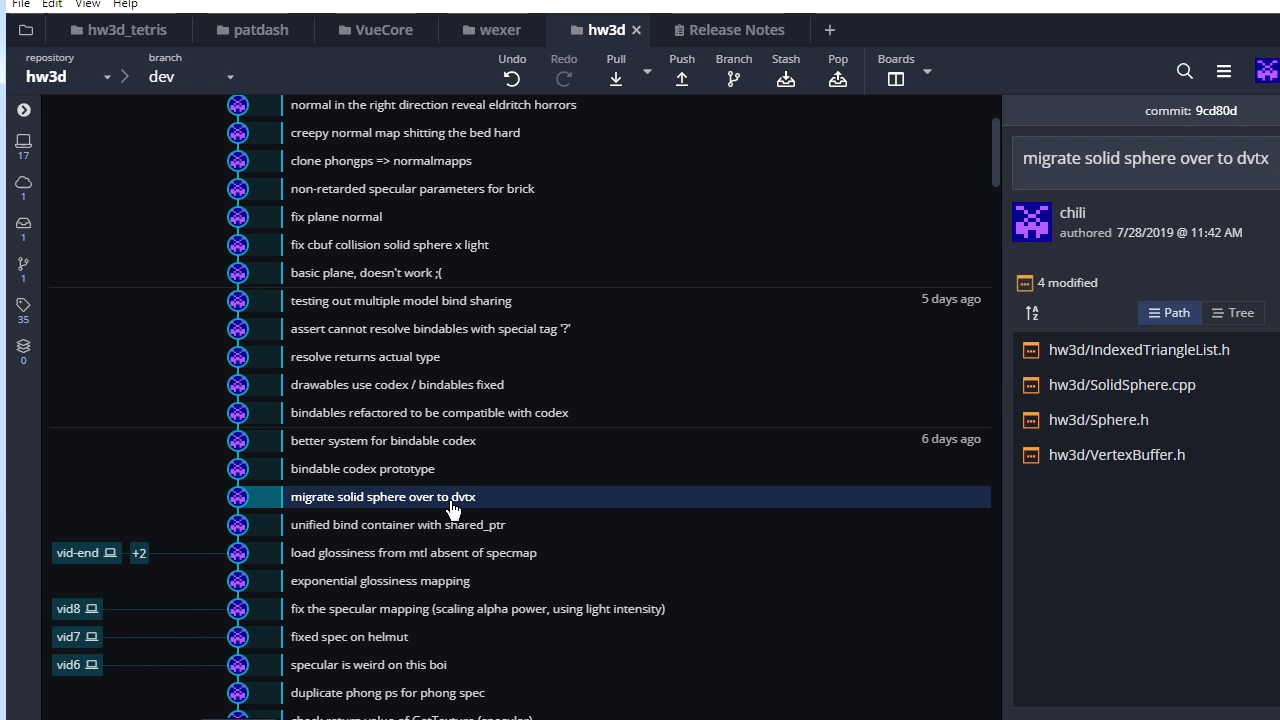 File Edit View Help
hw3d_tetris patdash VueCore wexer hw3d Release Notes
repository branch Undo Redo Pull Push Branch Stash Pop Boards
hw3d dev
commit: 9cd80d
migrate solid sphere over to dvtx
chili
authored 7/28/2019 @ 11:42 AM
4 modified
Path Tree
hw3d/IndexedTriangleList.h
hw3d/SolidSphere.cpp
hw3d/Sphere.h
hw3d/VertexBuffer.h
17
1
1
1
35
0
normal in the right direction reveal eldritch horrors
creepy normal map shitting the bed hard
clone phongps => normalmapps
non-retarded specular parameters for brick
fix plane normal
fix cbuf collision solid sphere x light
basic plane, doesn't work ;(
testing out multiple model bind sharing 5 days ago
assert cannot resolve bindables with special tag '?'
resolve returns actual type
drawables use codex / bindables fixed
bindables refactored to be compatible with codex
better system for bindable codex 6 days ago
bindable codex prototype
migrate solid sphere over to dvtx
unified bind container with shared_ptr
vid-end +2 load glossiness from mtl absent of specmap
exponential glossiness mapping
vid8 fix the specular mapping (scaling alpha power, using light intensity)
vid7 fixed spec on helmut
vid6 specular is weird on this boi
duplicate phong ps for phong spec